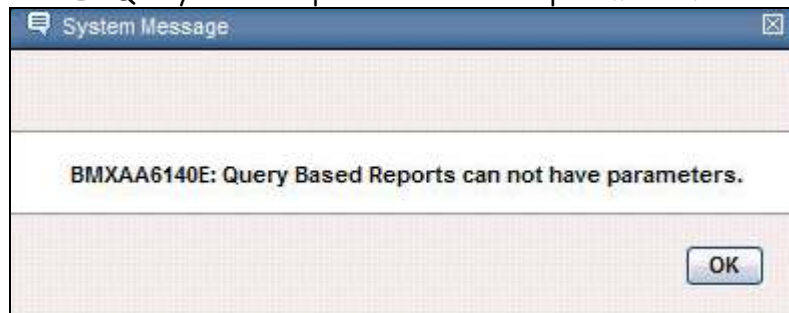 System Message
BMXAA6140E: Query Based Reports can not have parameters.
OK